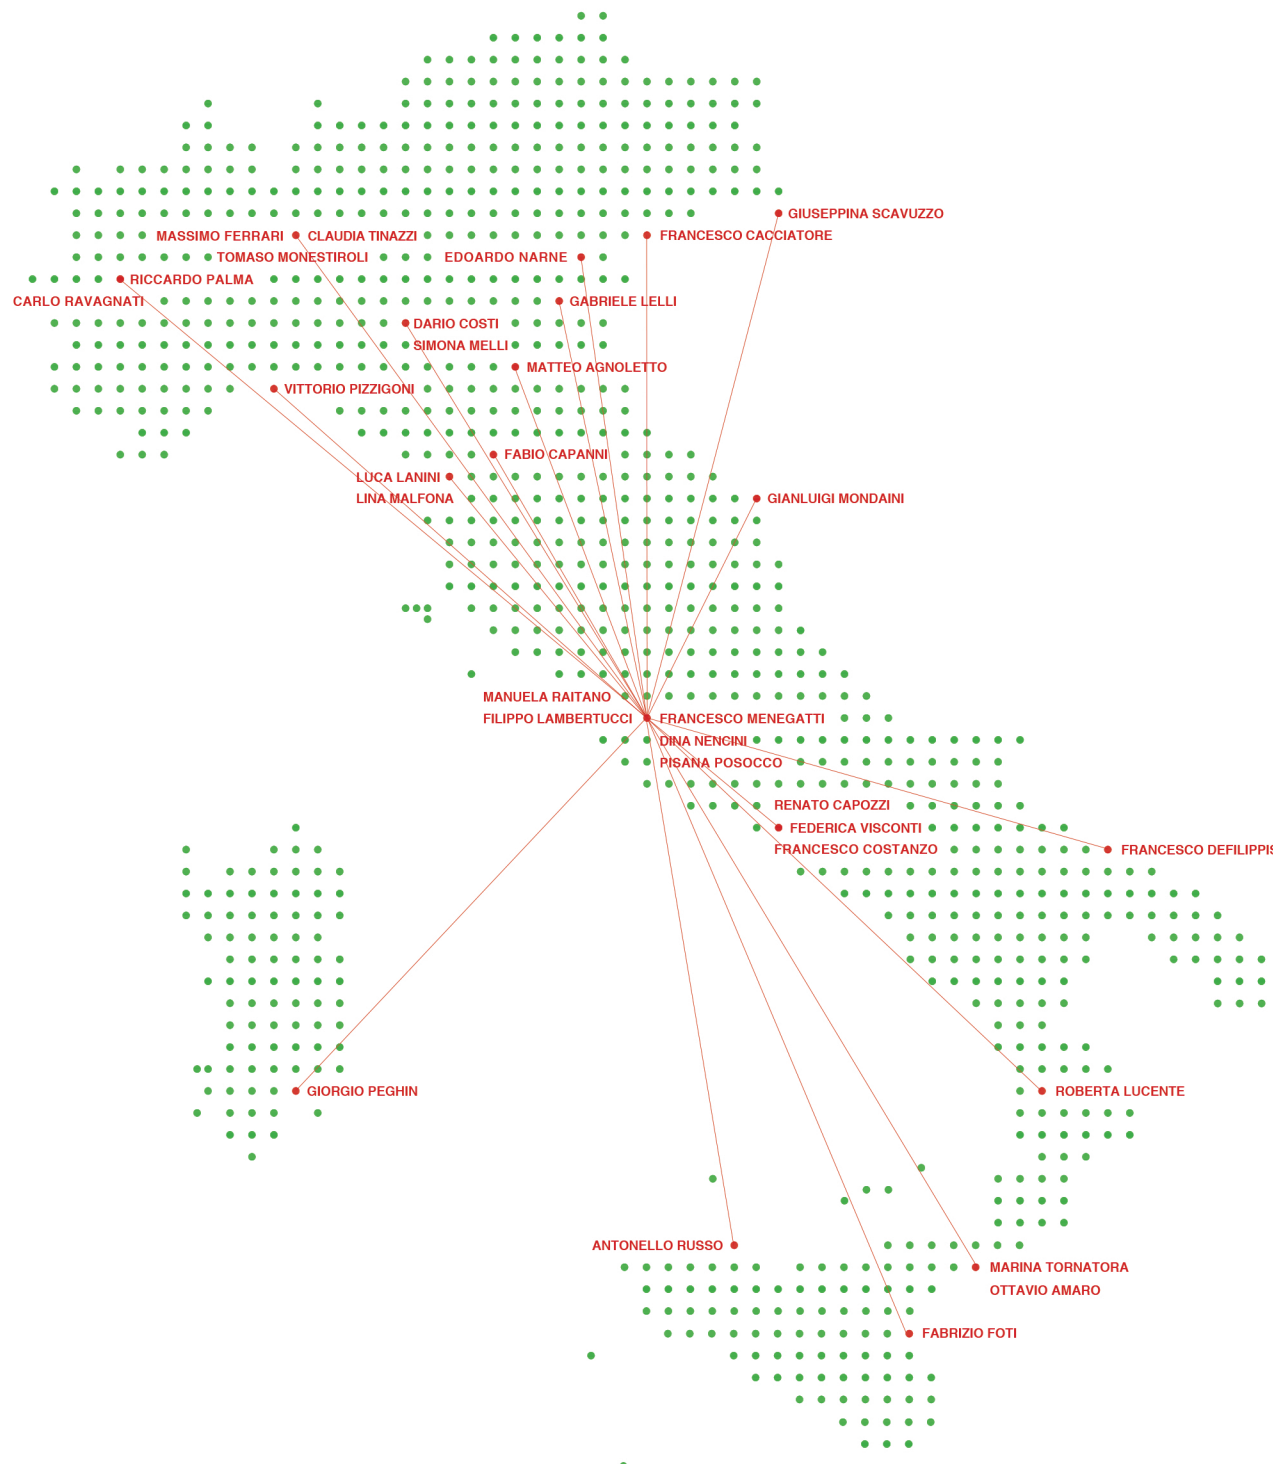 GIUSEPPINA SCAVUZZO
MASSIMO FERRARI
CLAUDIA TINAZZI
FRANCESCO CACCIATORE
TOMASO MONESTIROLI
EDOARDO NARNE
RICCARDO PALMA
CARLO RAVAGNATI
GABRIELE LELLI
DARIO COSTI
SIMONA MELLI
MATTEO AGNOLETTO
VITTORIO PIZZIGONI
FABIO CAPANNI
LUCA LANINI
LINA MALFONA
GIANLUIGI MONDAINI
MANUELA RAITANO
FILIPPO LAMBERTUCCI
FRANCESCO MENEGATTI
DINA NENCINI
PISANA POSOCCO
RENATO CAPOZZI
FEDERICA VISCONTI
FRANCESCO COSTANZO
FRANCESCO DEFILIPPIS
GIORGIO PEGHIN
ROBERTA LUCENTE
ANTONELLO RUSSO
MARINA TORNATORA
OTTAVIO AMARO
FABRIZIO FOTI